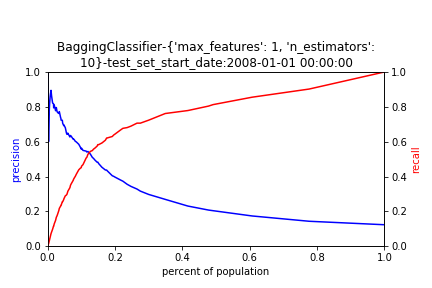 BaggingClassifier-{'max_features': 1, 'n_estimators':
10}-test_set_start_date:2008-01-01 00:00:00
1.0 1.0
0.8 0.8
0.6 0.6
precision recall
0.4 0.4
0.2 0.2
0.0 0.0
0.0 0.2 0.4 0.6 0.8 1.0
percent of population